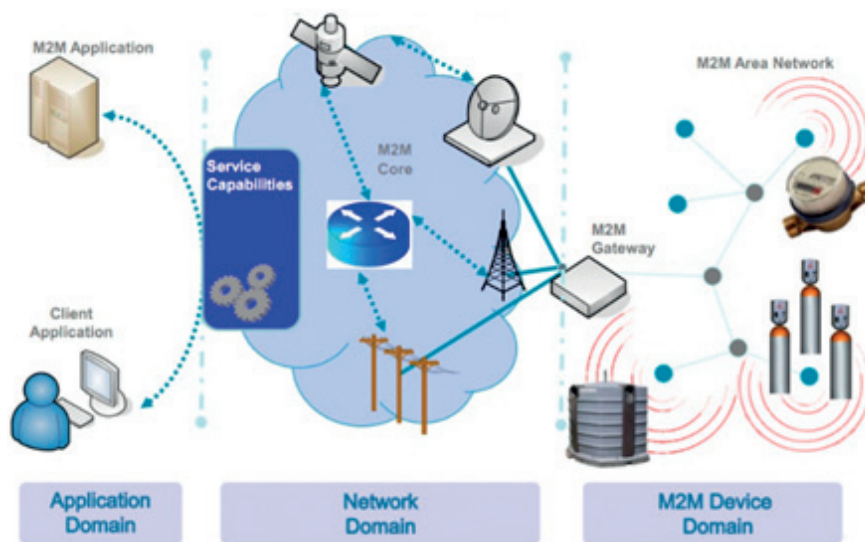 M2M Application
M2M Area Network
M2M
Core
Service
Capabilities
M2M
Gateway
Client
Application
Application
Domain
Network
Domain
M2M Device
Domain